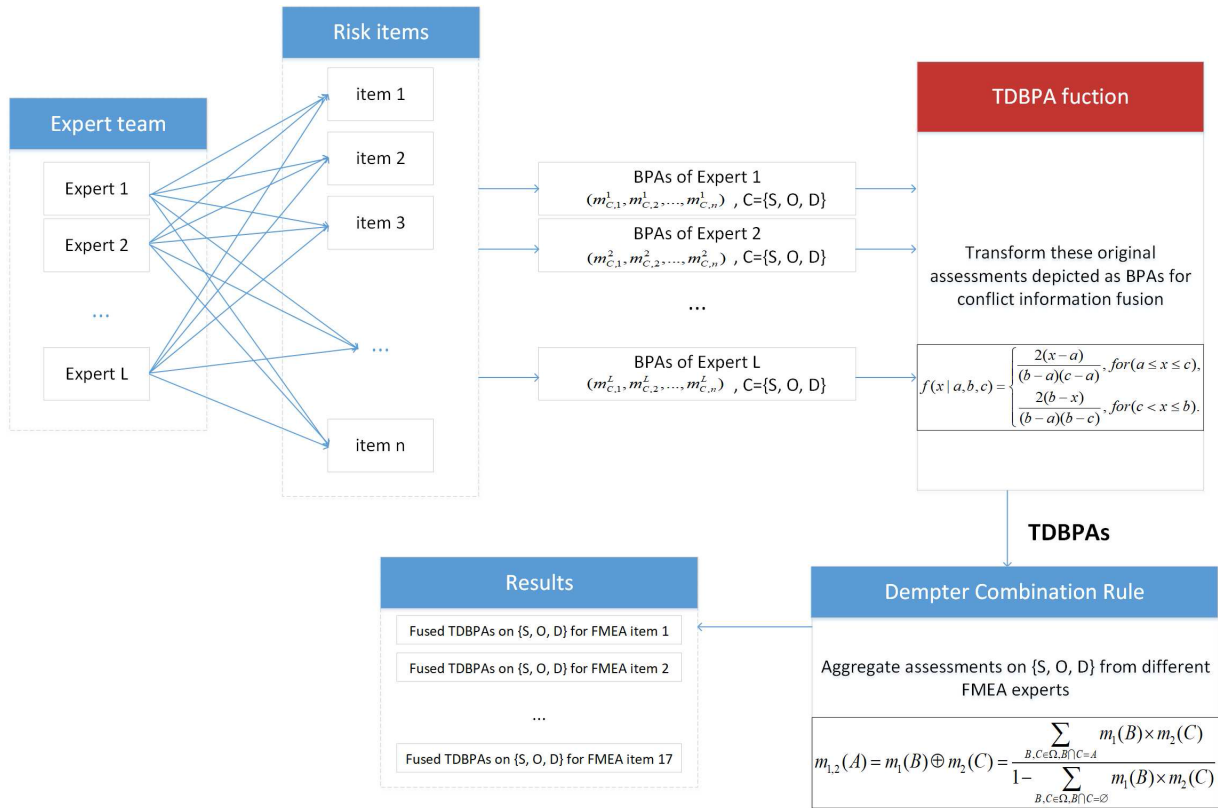 Expert team
Expert 1
Expert 2
...
Expert L
Risk items
item 1
item 2
item 3
...
item n
BPAs of Expert 1
(m^1_{C,1}, m^1_{C,2}, ..., m^1_{C,n}) , C={S, O, D}
BPAs of Expert 2
(m^2_{C,1}, m^2_{C,2}, ..., m^2_{C,n}) , C={S, O, D}
...
BPAs of Expert L
(m^L_{C,1}, m^L_{C,2}, ..., m^L_{C,n}) , C={S, O, D}
TDBPA fuction
Transform these original
assessments depicted as BPAs for
conflict information fusion
f(x | a,b,c) = { 2(x−a) / (b−a)(c−a), for(a ≤ x ≤ c),
2(b−x) / (b−a)(b−c), for(c < x ≤ b).
TDBPAs
Dempter Combination Rule
Aggregate assessments on {S, O, D} from different
FMEA experts
m_{1,2}(A) = m_1(B) ⊕ m_2(C) = ∑_{B,C∈Ω,B⋂C=A} m_1(B)×m_2(C) / 1− ∑_{B,C∈Ω,B⋂C=∅} m_1(B)×m_2(C)
Results
Fused TDBPAs on {S, O, D} for FMEA item 1
Fused TDBPAs on {S, O, D} for FMEA item 2
...
Fused TDBPAs on {S, O, D} for FMEA item 17